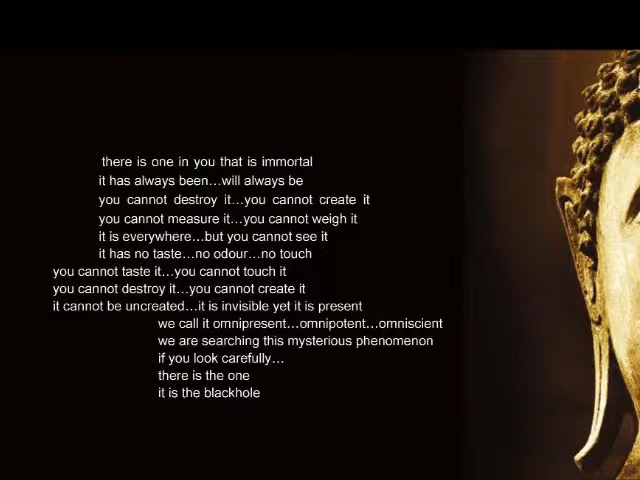 there is one in you that is immortal
it has always been...will always be
you cannot destroy it...you cannot create it
you cannot measure it...you cannot weigh it
it is everywhere...but you cannot see it
it has no taste...no odour...no touch
you cannot taste it...you cannot touch it
you cannot destroy it...you cannot create it
it cannot be uncreated...it is invisible yet it is present
we call it omnipresent...omnipotent...omniscient
we are searching this mysterious phenomenon
if you look carefully...
there is the one
it is the blackhole